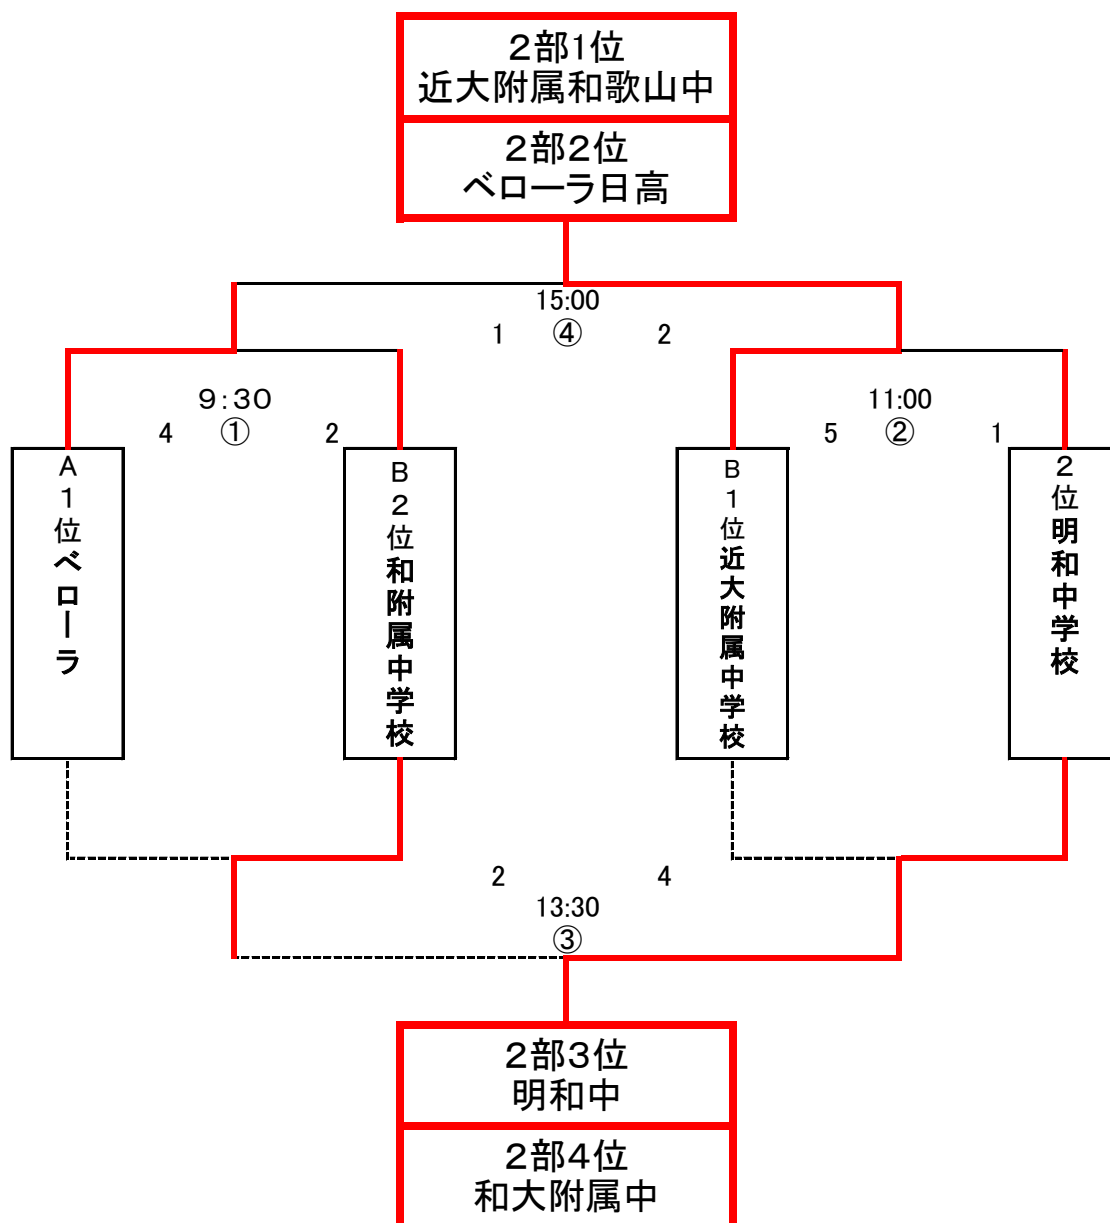 ２部1位
近大附属和歌山中
２部２位
ベローラ日高
15:00
1 ④ 2
９:３０
11:00
4 ① 2
5 ② 1
Ａ１位ベローラ
Ｂ２位和附属中学校
Ｂ１位近大附属中学校
２位明和中学校
2 4
13:30
③
２部３位
明和中
２部４位
和大附属中